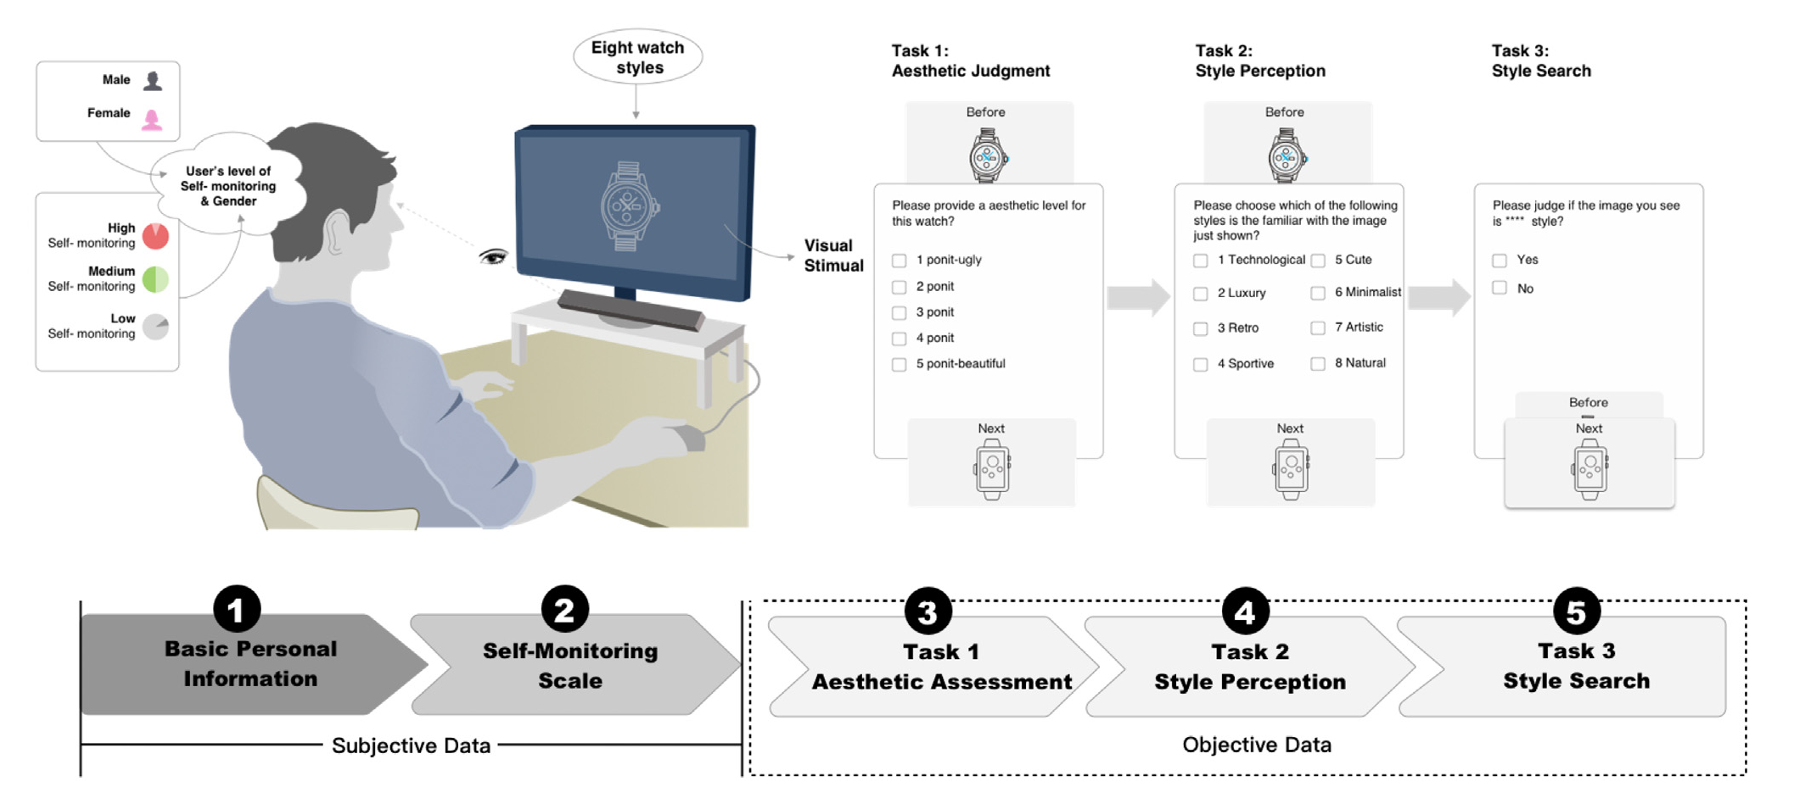 Male
Female
User's level of
Self- monitoring
& Gender
High
Self- monitoring
Medium
Self- monitoring
Low
Self- monitoring
Eight watch
styles
Visual
Stimual
Task 1:
Aesthetic Judgment
Before
Please provide a aesthetic level for
this watch?
1 ponit-ugly
2 ponit
3 ponit
4 ponit
5 ponit-beautiful
Next
Task 2:
Style Perception
Before
Please choose which of the following
styles is the familiar with the image
just shown?
1 Technological
5 Cute
2 Luxury
6 Minimalist
3 Retro
7 Artistic
4 Sportive
8 Natural
Next
Task 3:
Style Search
Please judge if the image you see
is **** style?
Yes
No
Before
Next
1
Basic Personal
Information
2
Self-Monitoring
Scale
3
Task 1
Aesthetic Assessment
4
Task 2
Style Perception
5
Task 3
Style Search
Subjective Data
Objective Data